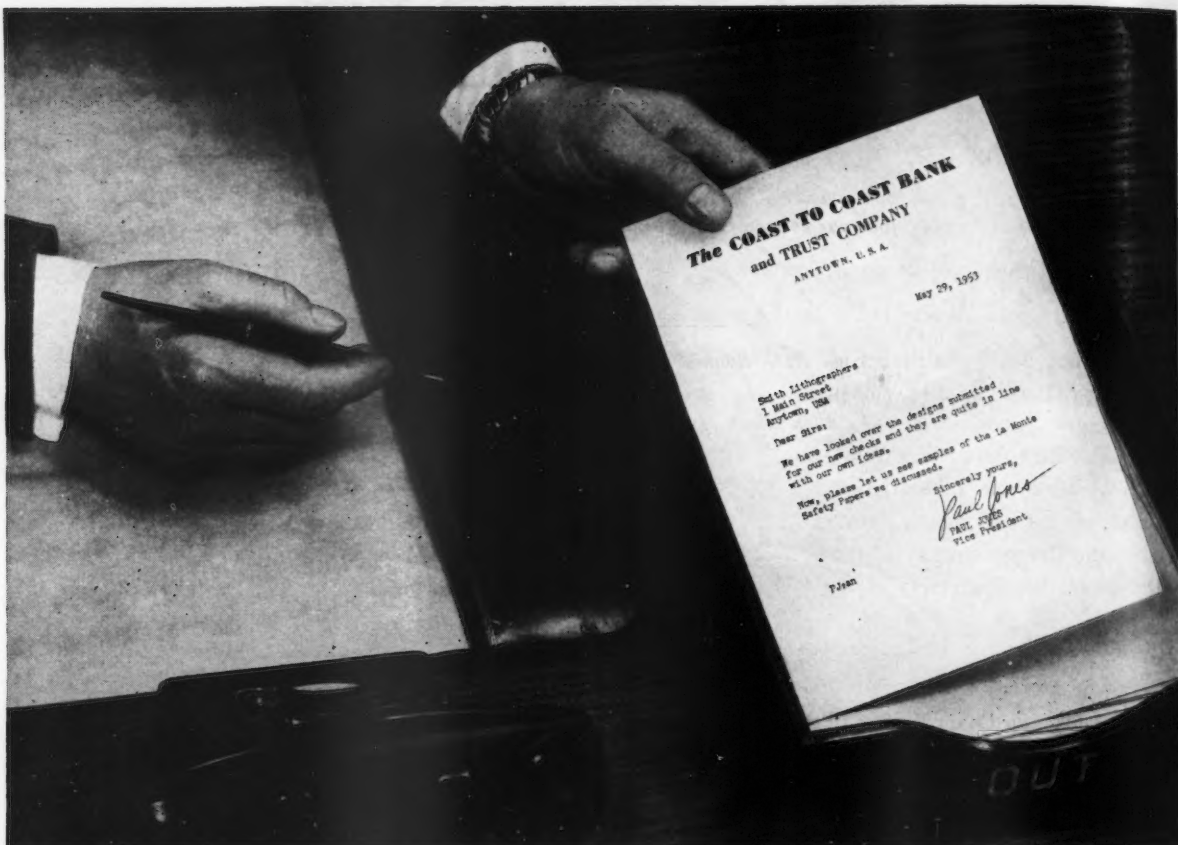 The COAST TO COAST BANK
and TRUST COMPANY
ANYTOWN, U. S. A.
May 29, 1953
Smith Lithographers
1 Main Street
Anytown, USA
Dear Sirs:
We have looked over the designs submitted
for our new checks and they are quite in line
with our own ideas.
Now, please let us see samples of the La Monte
Safety Papers we discussed.
Sincerely yours,
Paul Jones
PAUL JONES
Vice President
PJ:an
OUT